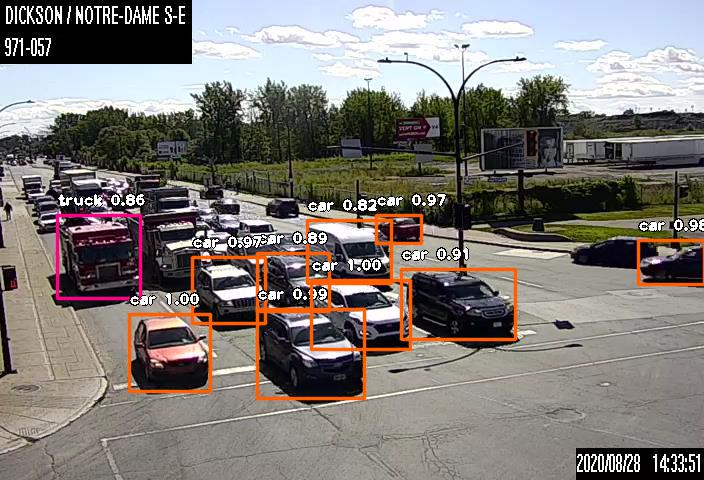 DICKSON / NOTRE-DAME S-E
971-057
truck 0.86
car 0.82
car 0.97
car 0.97
car 0.89
car 1.00
car 0.91
car 0.98
car 1.00
car 0.99
2020/08/28 14:33:51